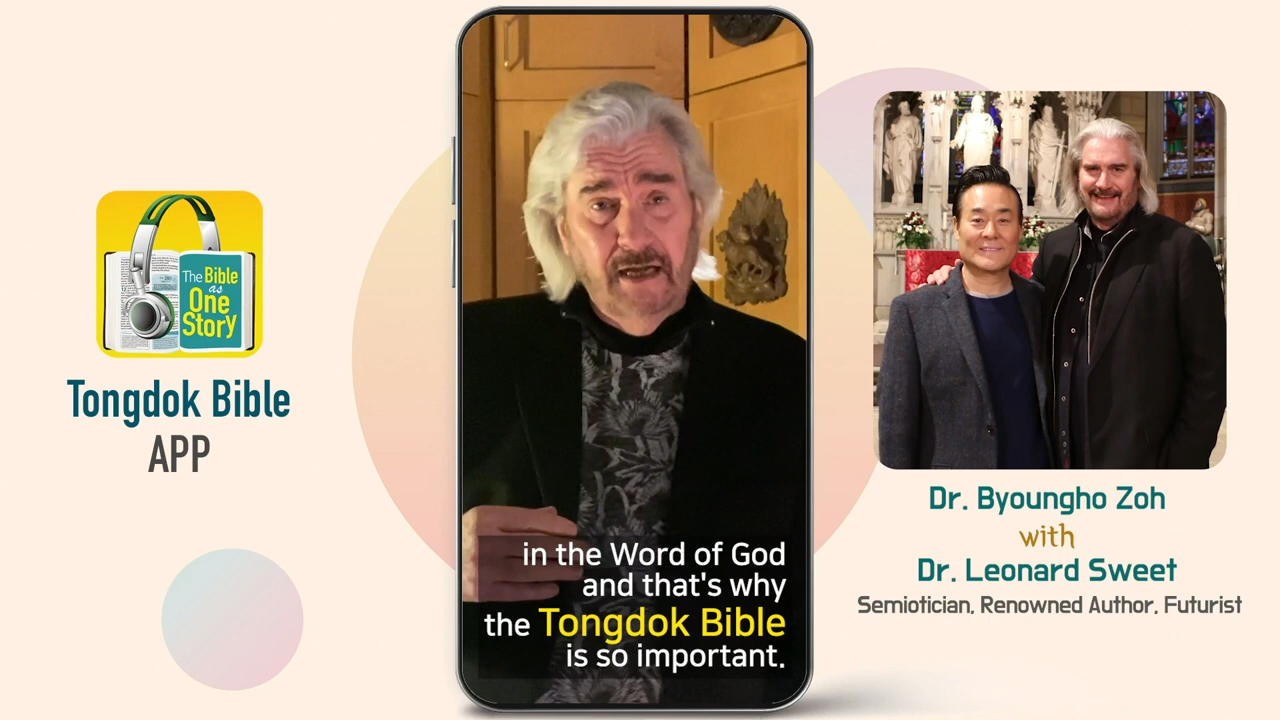 The Bible
as
One
Story
Tongdok Bible
APP
in the Word of God
and that's why
the Tongdok Bible
is so important.
Dr. Byoungho Zoh
with
Dr. Leonard Sweet
Semiotician, Renowned Author, Futurist